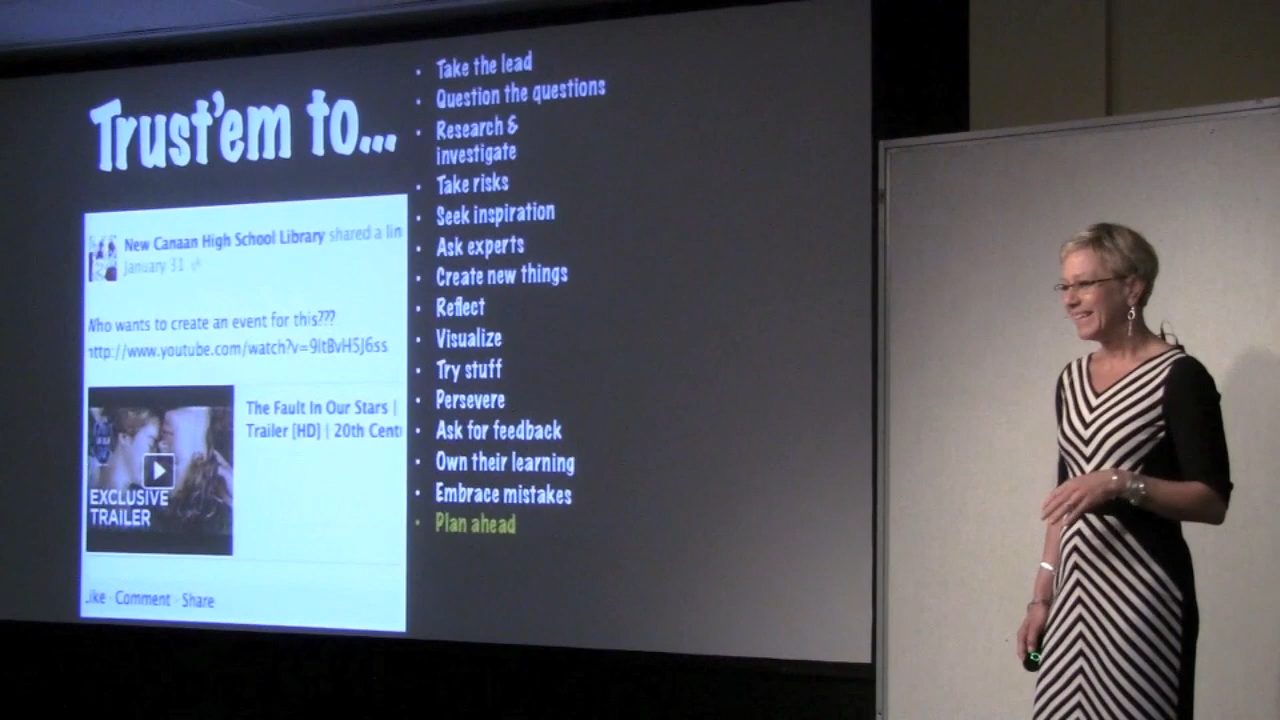 Trust'em to...
New Canaan High School Library shared a lin
January 31
Who wants to create an event for this???
http://www.youtube.com/watch?v=9ItBvH5J6ss
EXCLUSIVE
TRAILER
The Fault In Our Stars |
Trailer [HD] | 20th Centu
Like · Comment · Share
• Take the lead
• Question the questions
• Research &
investigate
• Take risks
• Seek inspiration
• Ask experts
• Create new things
• Reflect
• Visualize
• Try stuff
• Persevere
• Ask for feedback
• Own their learning
• Embrace mistakes
• Plan ahead